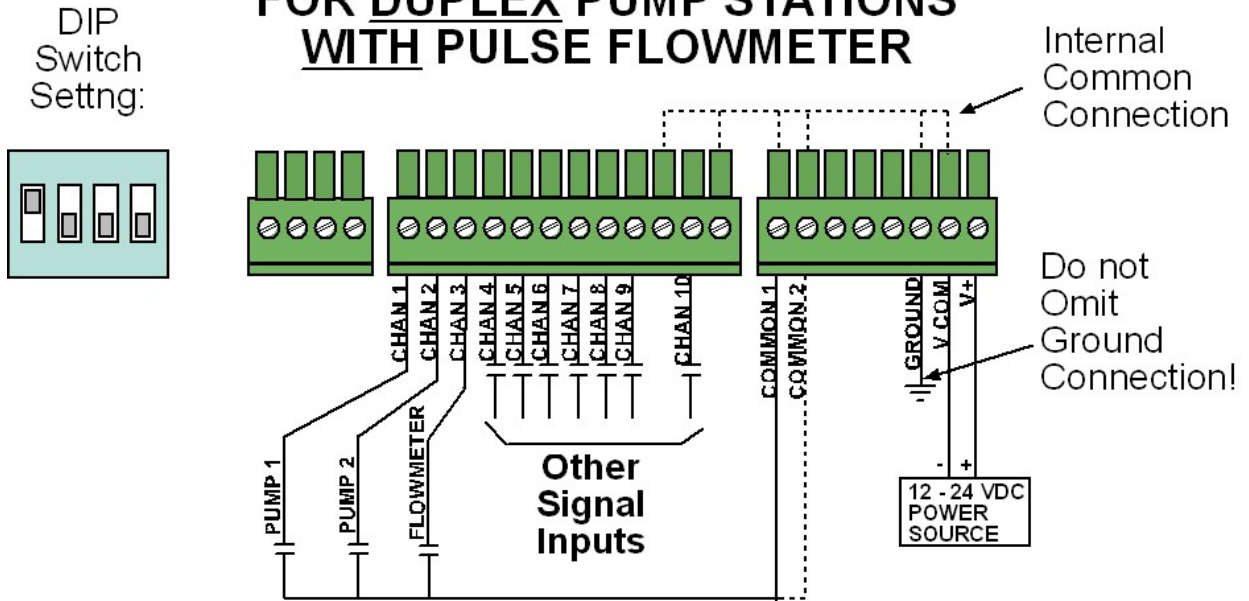 FOR DUPLEX PUMP STATIONS
WITH PULSE FLOWMETER
DIP
Switch
Settng:
Internal
Common
Connection
CHAN 1
CHAN 2
CHAN 3
CHAN 4
CHAN 5
CHAN 6
CHAN 7
CHAN 8
CHAN 9
CHAN 10
COMMON 1
COMMON 2
GROUND
V COM
V+
Do not
Omit
Ground
Connection!
PUMP 1
PUMP 2
FLOWMETER
Other
Signal
Inputs
- +
12 - 24 VDC
POWER
SOURCE